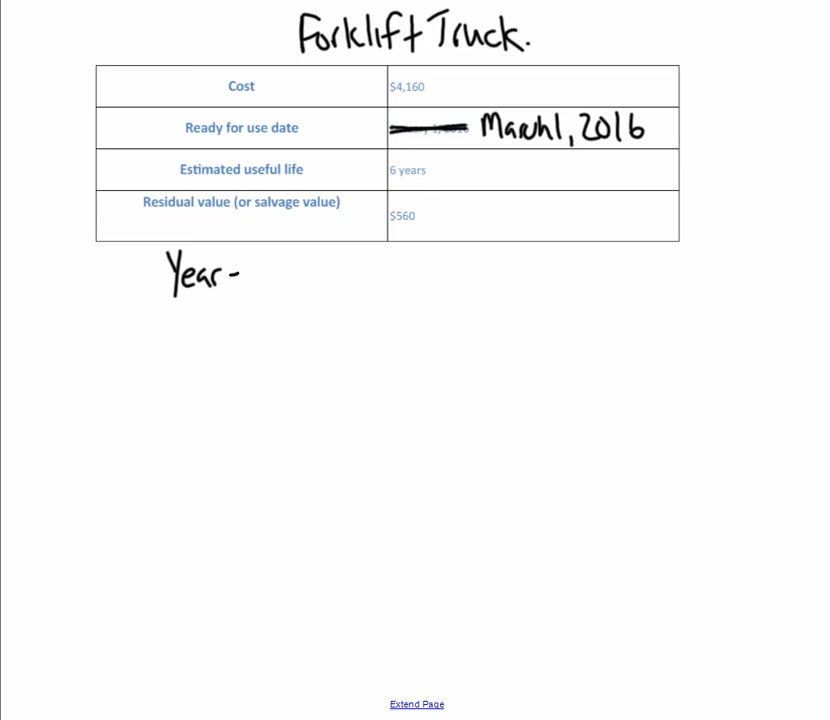 Forklift Truck.
Cost $4,160
Ready for use date March 1, 2016
Estimated useful life 6 years
Residual value (or salvage value) $560
Year -
Extend Page